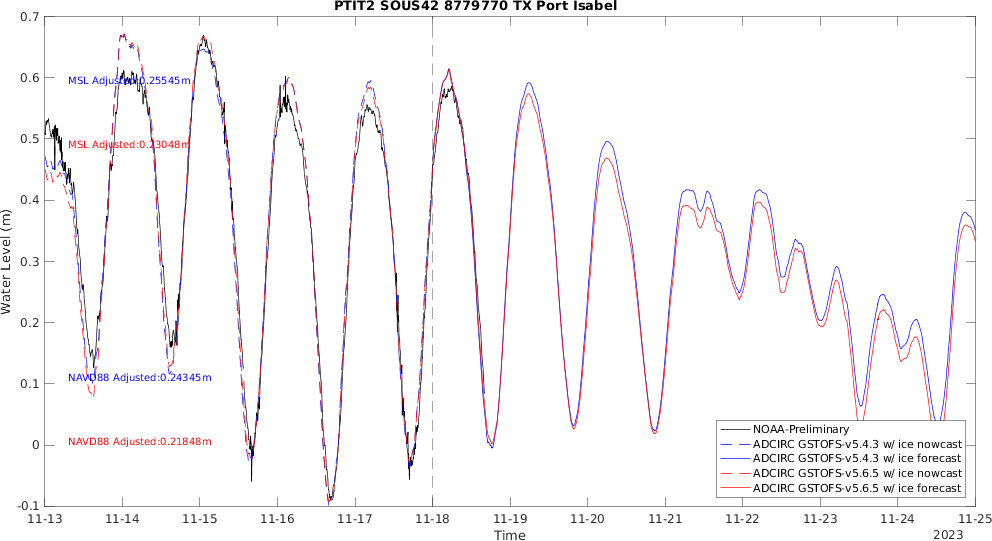 PTIT2 SOUS42 8779770 TX Port Isabel
0.7
0.6
0.5
0.4
0.3
0.2
0.1
0
-0.1
Water Level (m)
MSL Adjusted:0.25545m
MSL Adjusted:0.23048m
NAVD88 Adjusted:0.24345m
NAVD88 Adjusted:0.21848m
NOAA-Preliminary
ADCIRC GSTOFS-v5.4.3 w/ ice nowcast
ADCIRC GSTOFS-v5.4.3 w/ ice forecast
ADCIRC GSTOFS-v5.6.5 w/ ice nowcast
ADCIRC GSTOFS-v5.6.5 w/ ice forecast
11-13 11-14 11-15 11-16 11-17 11-18 11-19 11-20 11-21 11-22 11-23 11-24 11-25
Time
2023